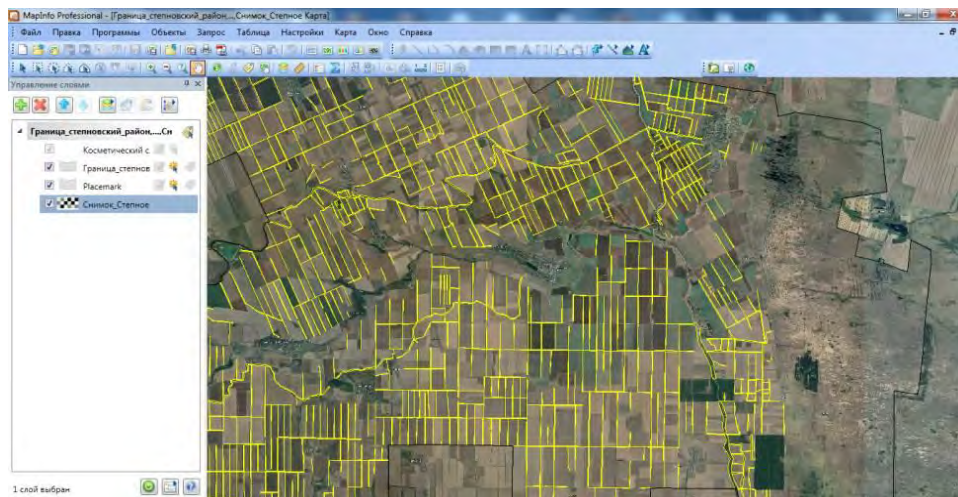 MapInfo Professional - [Граница_степновский_район,...,Снимок_Степное Карта]
Файл Правка Программы Объекты Запрос Таблица Настройки Карта Окно Справка
Управление слоями
Граница_степновский_район,...,Сн
Косметический с
Граница_степнов
Placemark
Снимок_Степное
1 слой выбран